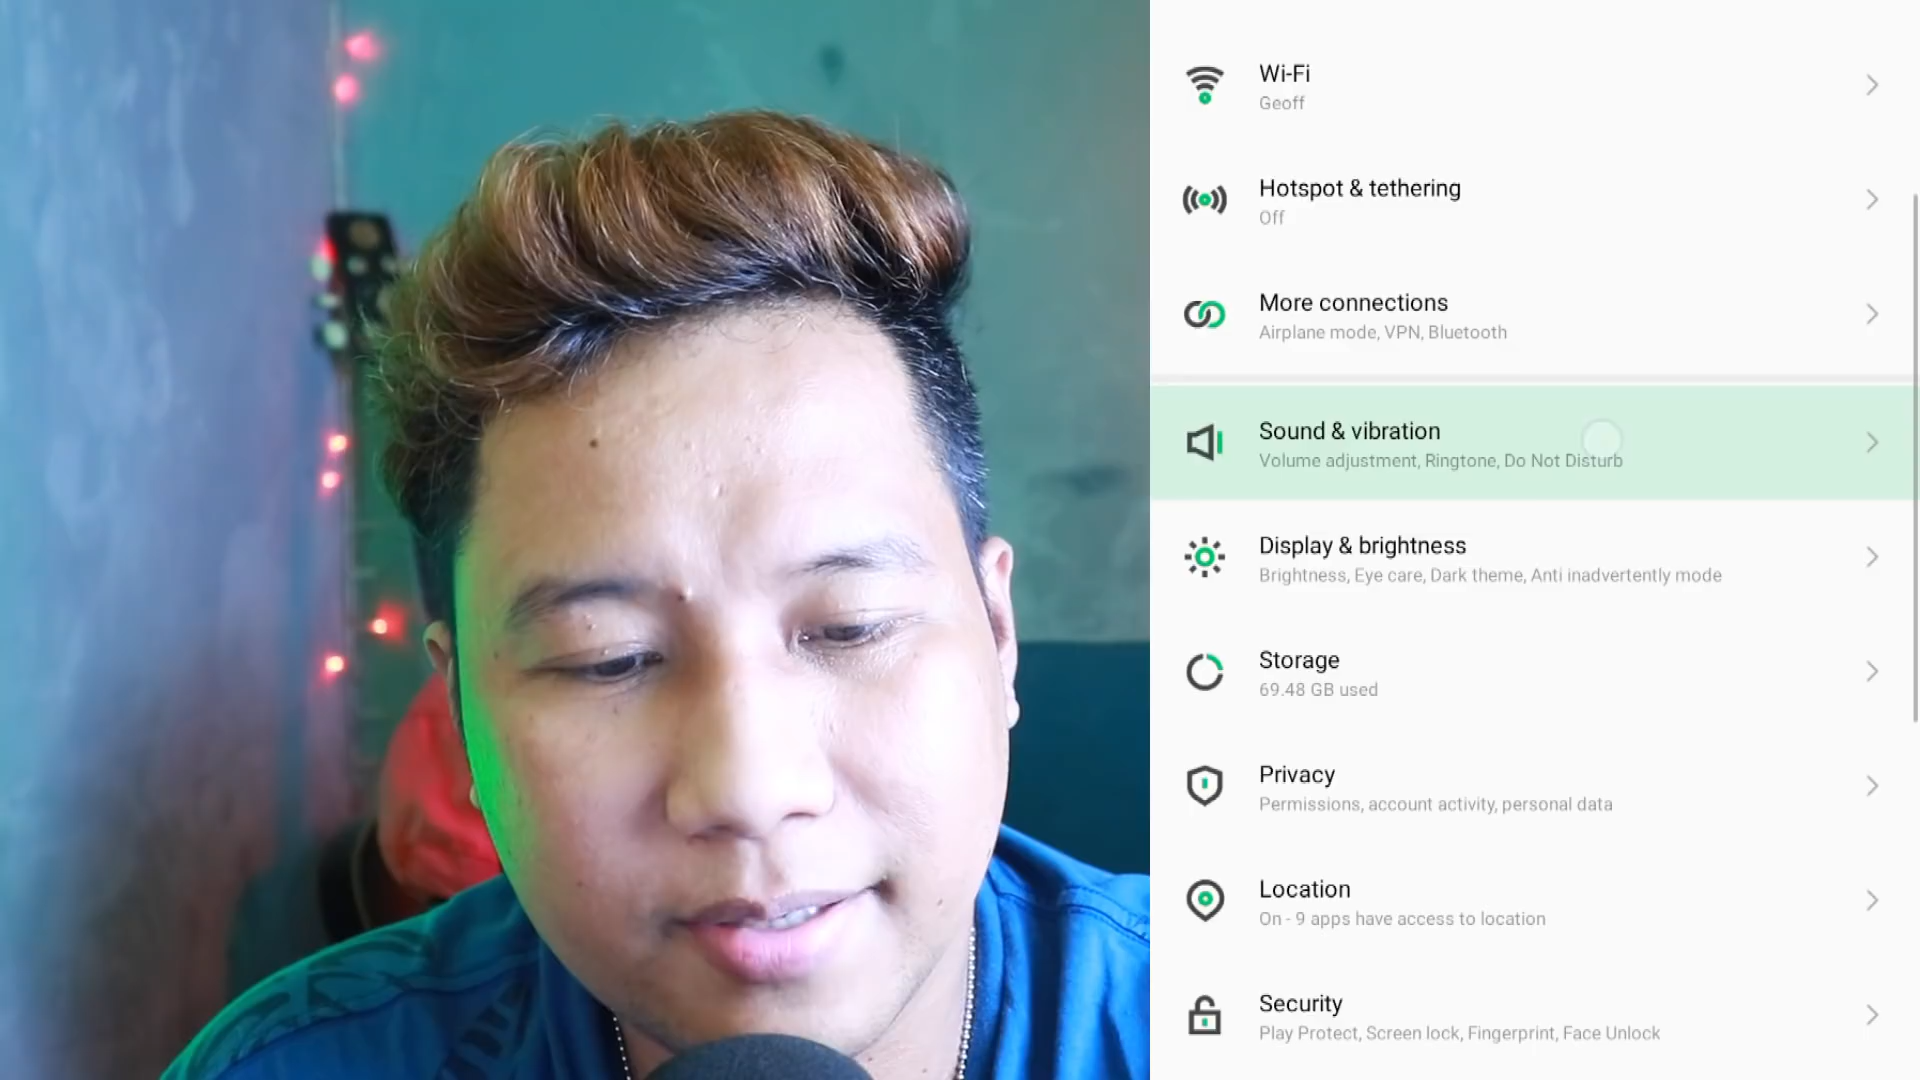 Wi-Fi
Geoff
Hotspot & tethering
Off
More connections
Airplane mode, VPN, Bluetooth
Sound & vibration
Volume adjustment, Ringtone, Do Not Disturb
Display & brightness
Brightness, Eye care, Dark theme, Anti inadvertently mode
Storage
69.48 GB used
Privacy
Permissions, account activity, personal data
Location
On - 9 apps have access to location
Security
Play Protect, Screen lock, Fingerprint, Face Unlock